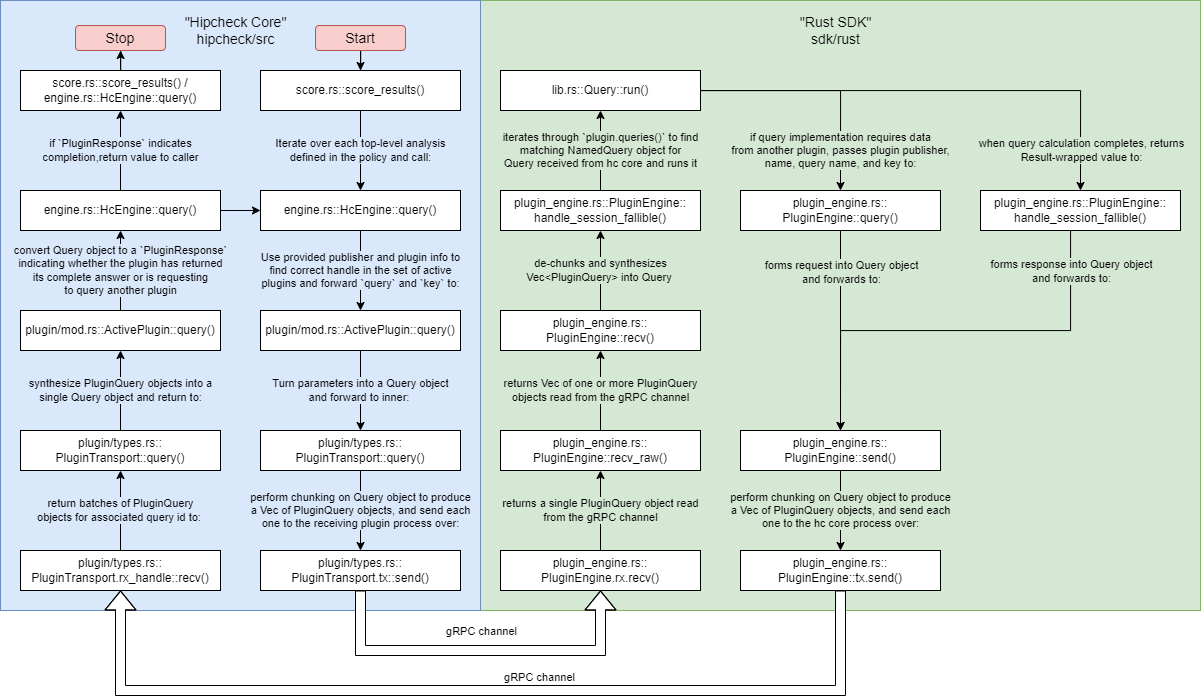 "Hipcheck Core"
hipcheck/src
Stop
Start
score.rs::score_results() /
engine.rs::HcEngine::query()
score.rs::score_results()
if `PluginResponse` indicates
completion,return value to caller
Iterate over each top-level analysis
defined in the policy and call:
engine.rs::HcEngine::query()
engine.rs::HcEngine::query()
convert Query object to a `PluginResponse`
indicating whether the plugin has returned
its complete answer or is requesting
to query another plugin
Use provided publisher and plugin info to
find correct handle in the set of active
plugins and forward `query` and `key` to:
plugin/mod.rs::ActivePlugin::query()
plugin/mod.rs::ActivePlugin::query()
synthesize PluginQuery objects into a
single Query object and return to:
Turn parameters into a Query object
and forward to inner:
plugin/types.rs::
PluginTransport::query()
plugin/types.rs::
PluginTransport::query()
return batches of PluginQuery
objects for associated query id to:
perform chunking on Query object to produce
a Vec of PluginQuery objects, and send each
one to the receiving plugin process over:
plugin/types.rs::
PluginTransport.rx_handle::recv()
plugin/types.rs::
PluginTransport.tx::send()
"Rust SDK"
sdk/rust
lib.rs::Query::run()
iterates through `plugin.queries()` to find
matching NamedQuery object for
Query received from hc core and runs it
if query implementation requires data
from another plugin, passes plugin publisher,
name, query name, and key to:
when query calculation completes, returns
Result-wrapped value to:
plugin_engine.rs::PluginEngine::
handle_session_fallible()
plugin_engine.rs::
PluginEngine::query()
plugin_engine.rs::PluginEngine::
handle_session_fallible()
de-chunks and synthesizes
Vec<PluginQuery> into Query
forms request into Query object
and forwards to:
forms response into Query object
and forwards to:
plugin_engine.rs::
PluginEngine::recv()
returns Vec of one or more PluginQuery
objects read from the gRPC channel
plugin_engine.rs::
PluginEngine::recv_raw()
plugin_engine.rs::
PluginEngine::send()
returns a single PluginQuery object read
from the gRPC channel
perform chunking on Query object to produce
a Vec of PluginQuery objects, and send each
one to the hc core process over:
plugin_engine.rs::
PluginEngine.rx.recv()
plugin_engine.rs::
PluginEngine::tx.send()
gRPC channel
gRPC channel